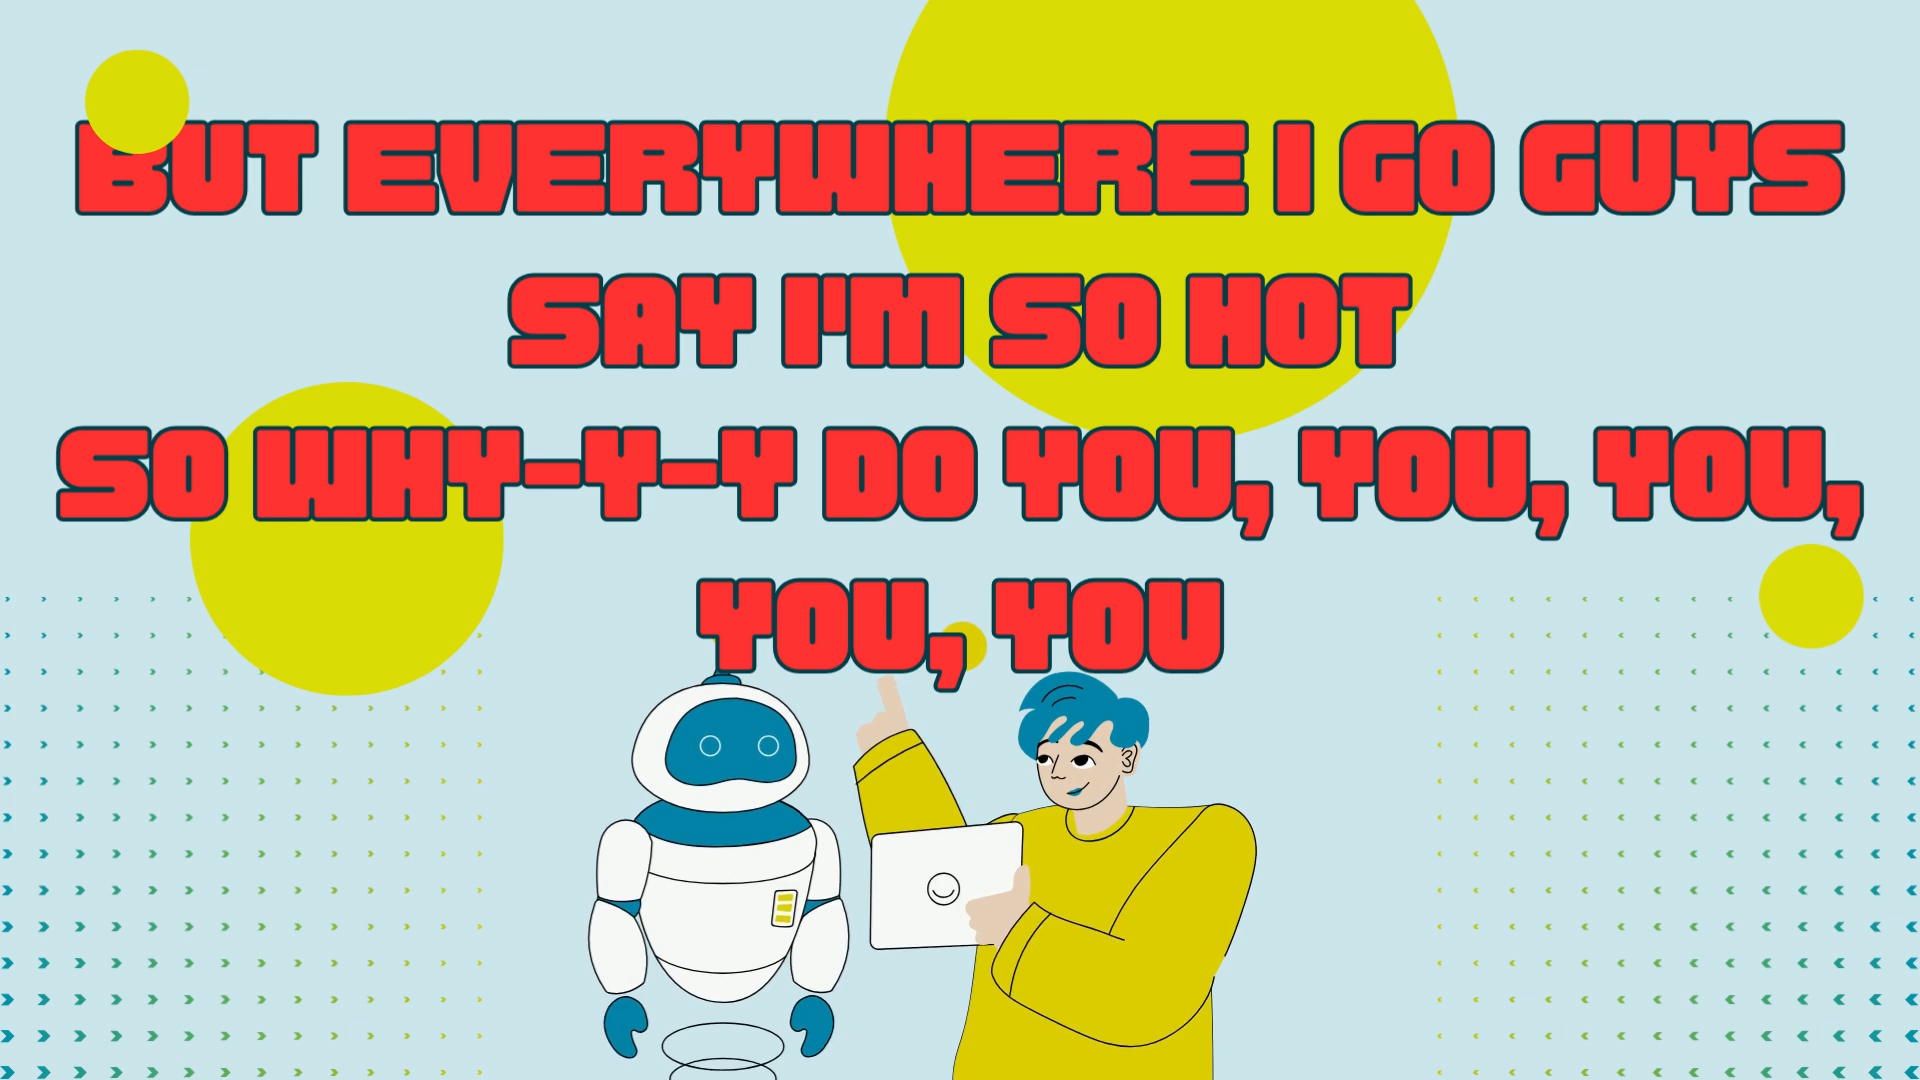 BUT EVERYWHERE I GO GUYS
SAY I'M SO HOT
SO WHY-Y-Y DO YOU, YOU, YOU,
YOU, YOU